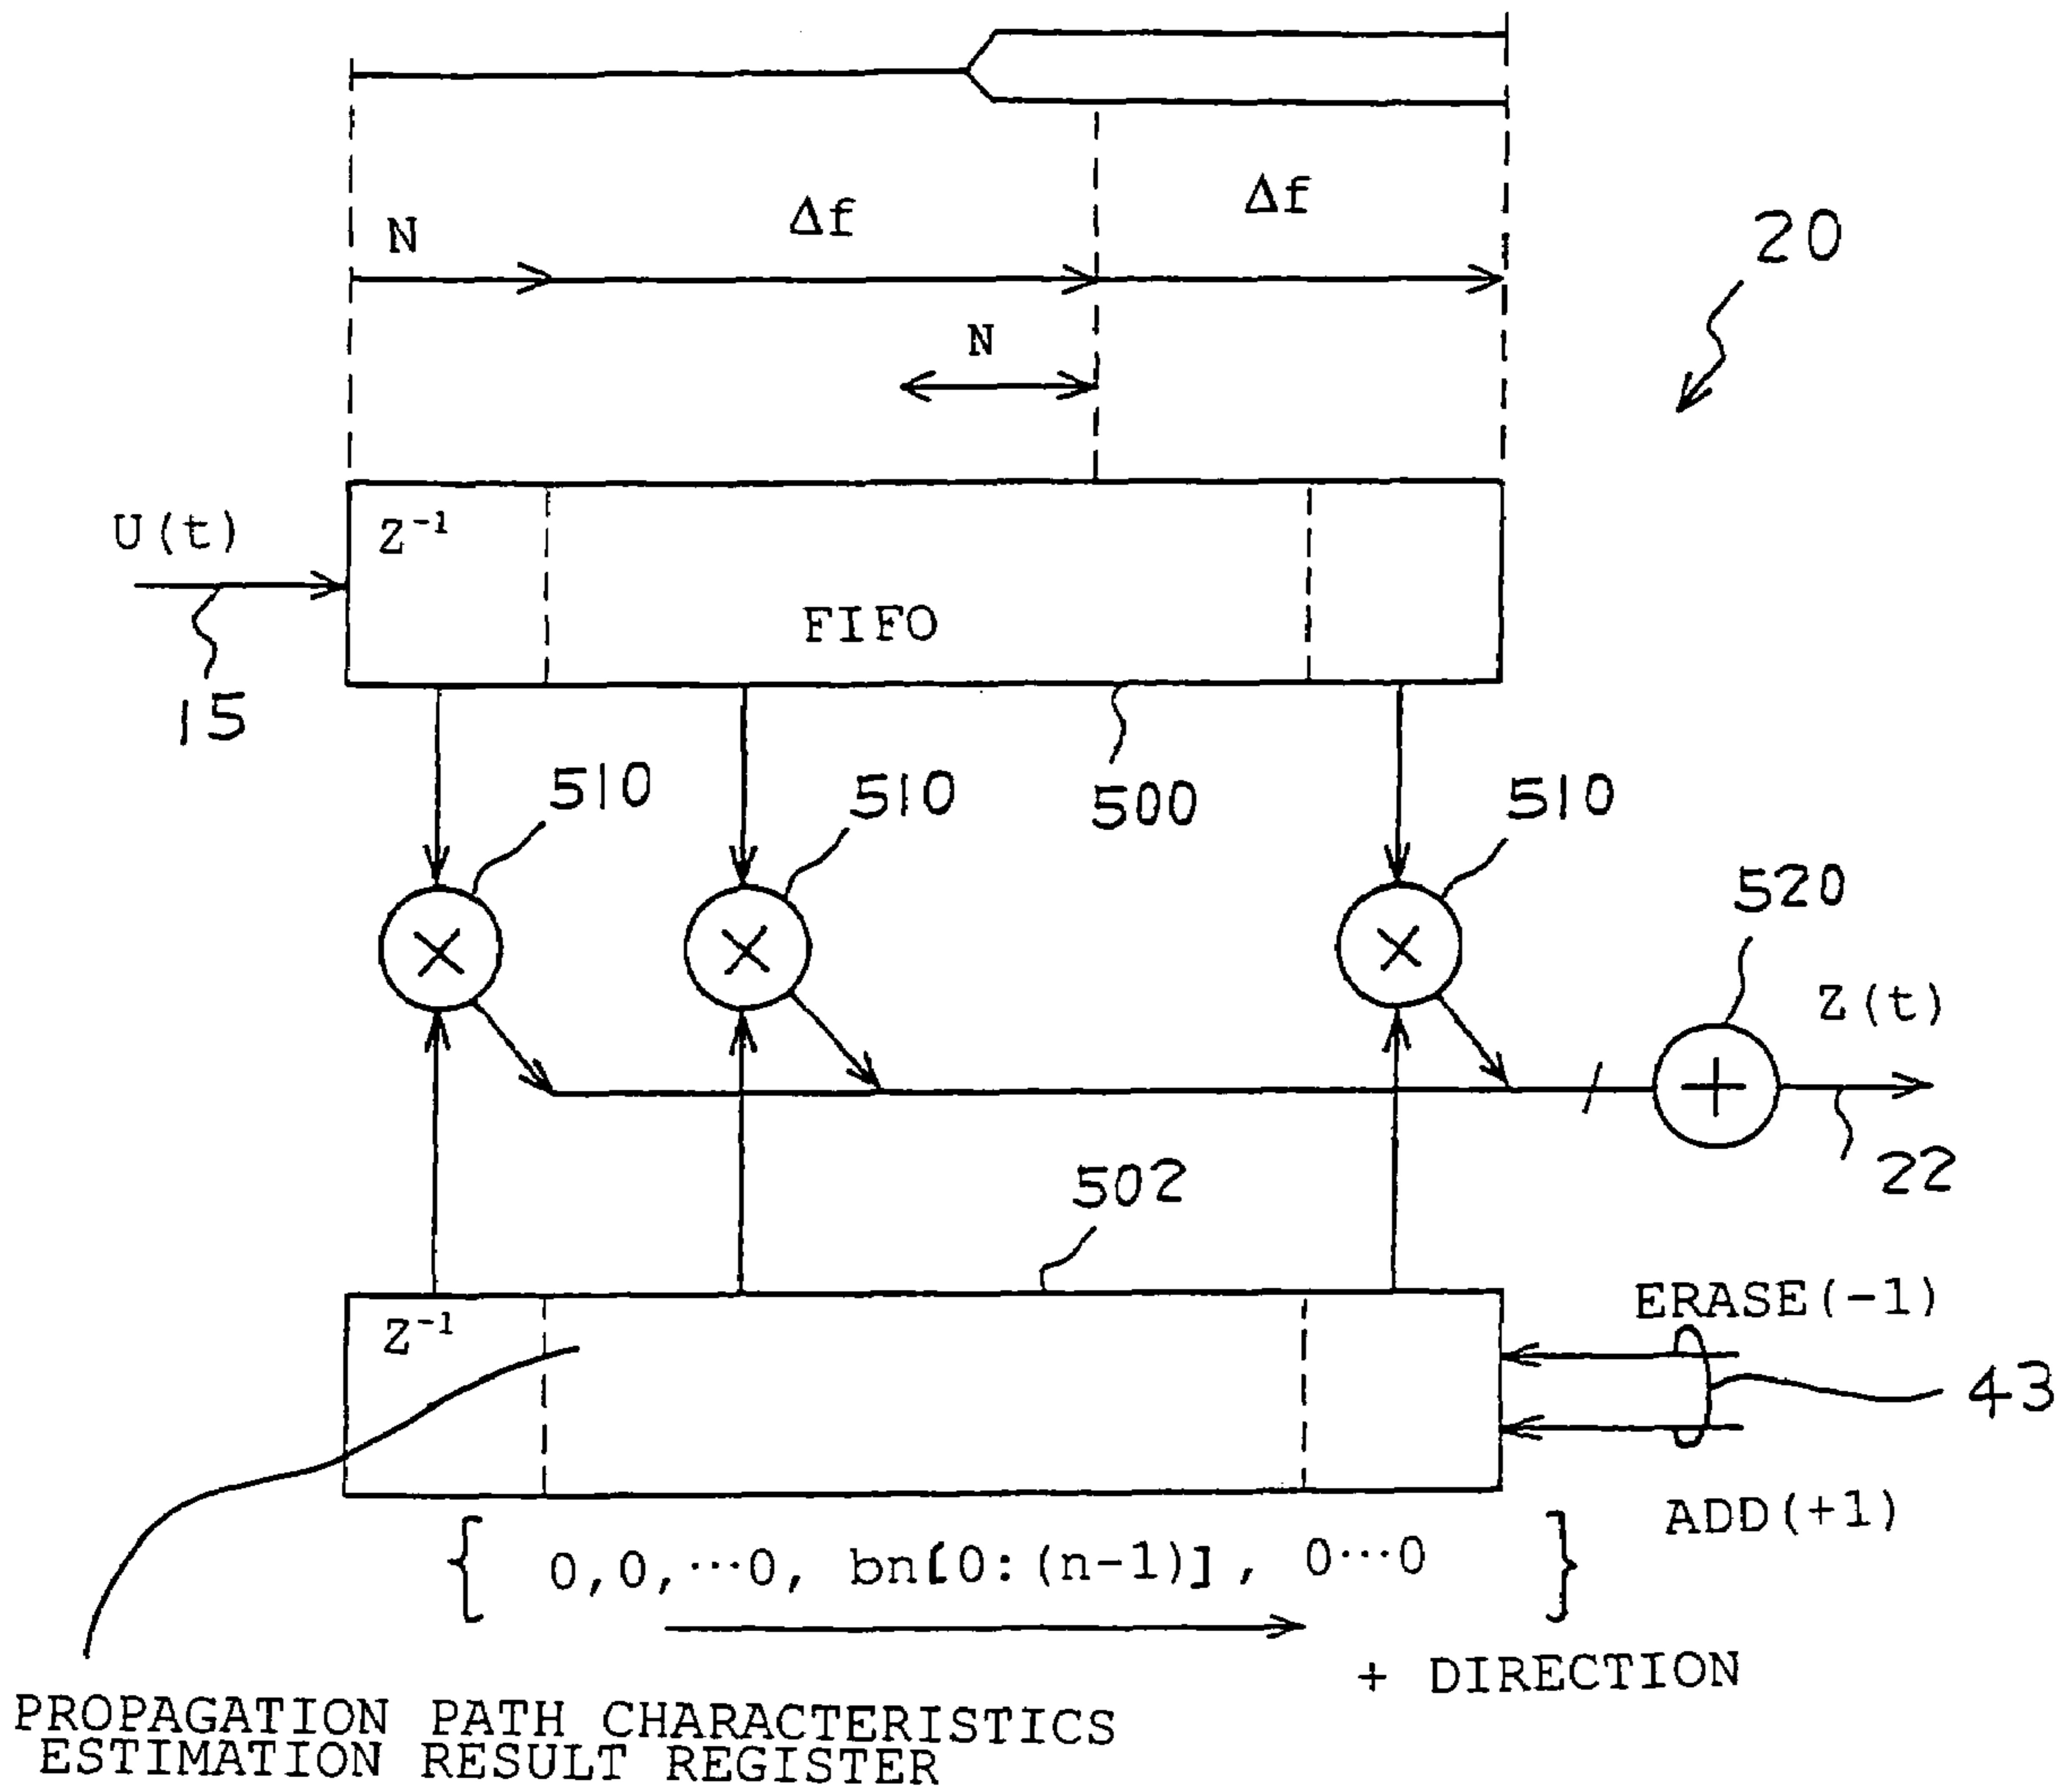 Δf
Δf
N
20
N
U(t)
Z⁻¹
FIFO
15
510
510
500
510
520
Z(t)
22
502
Z⁻¹
ERASE(-1)
43
ADD(+1)
{ 0,0,···0, bn[0:(n-1)], 0···0 }
+ DIRECTION
PROPAGATION PATH CHARACTERISTICS
ESTIMATION RESULT REGISTER